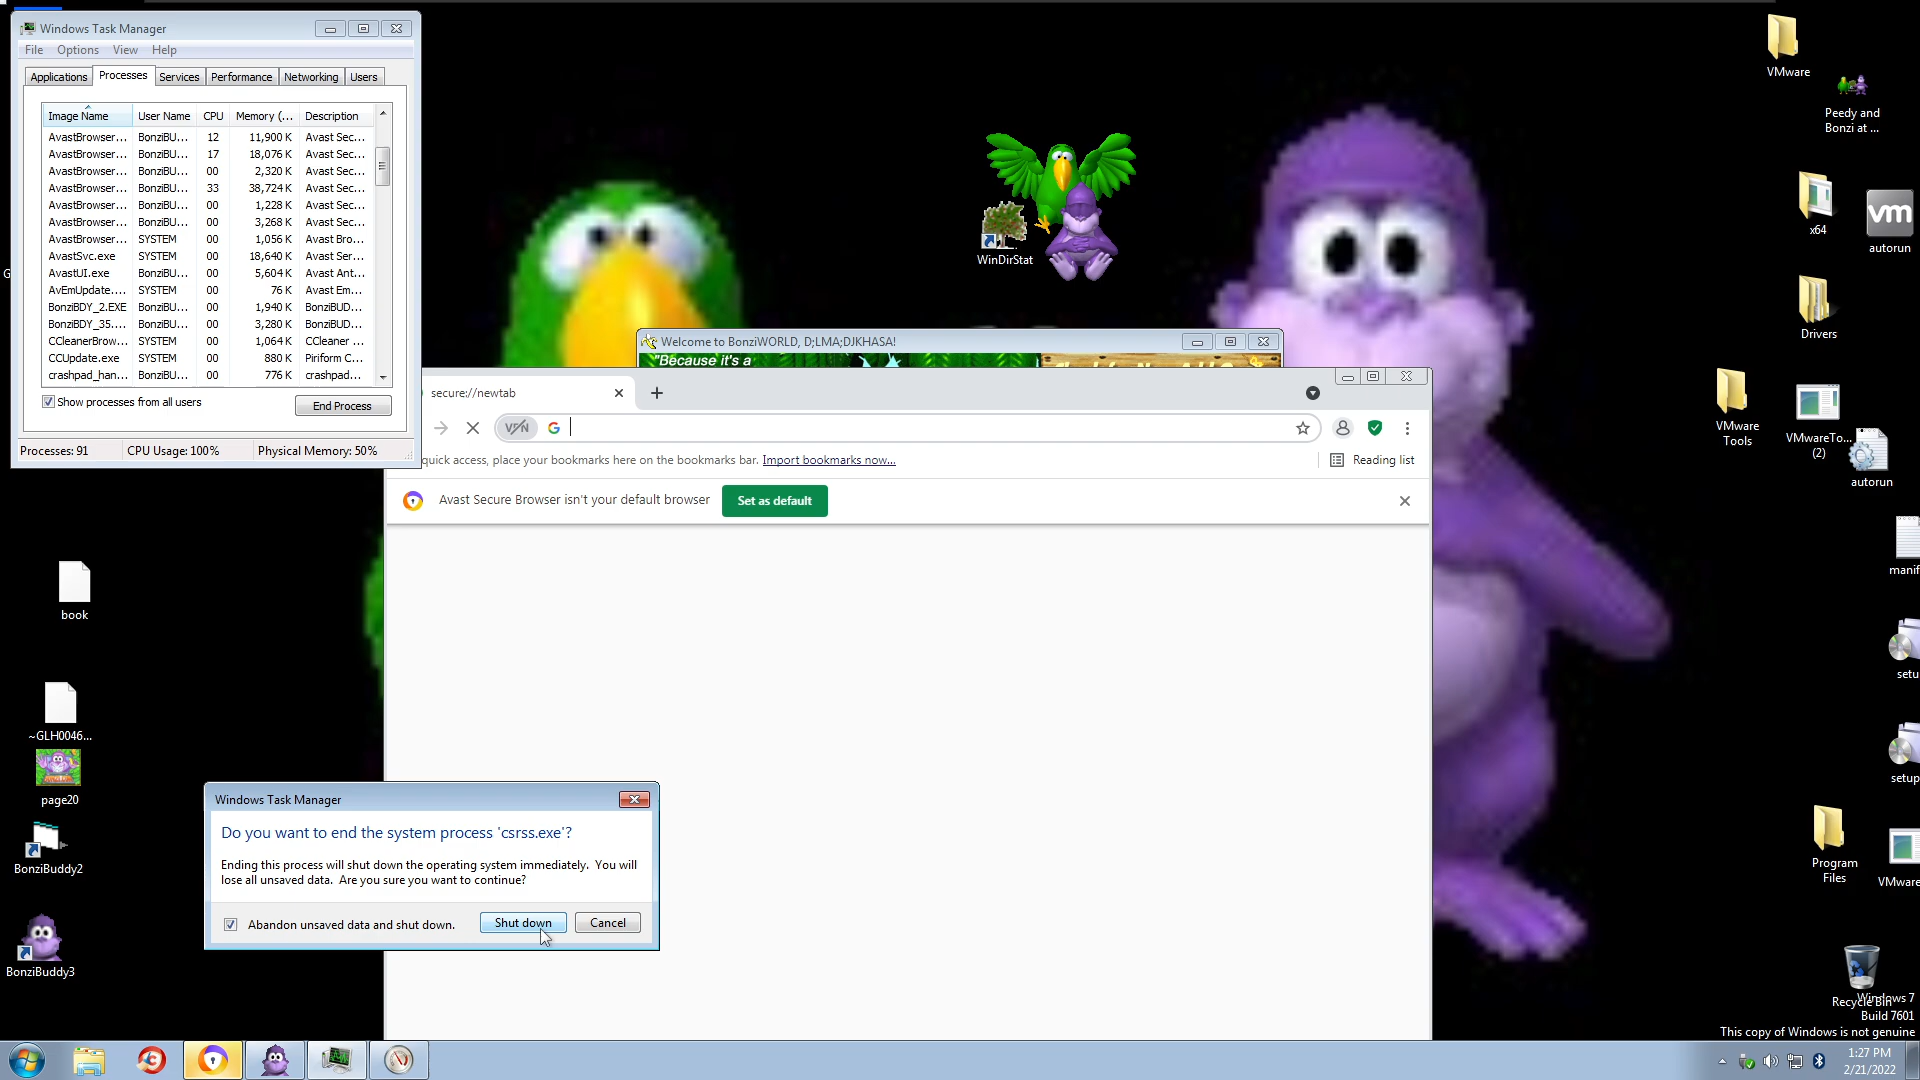 Windows Task Manager
File Options View Help
Applications Processes Services Performance Networking Users
Image Name User Name CPU Memory (... Description
AvastBrowser... BonziBU... 12 11,900 K Avast Sec...
AvastBrowser... BonziBU... 17 18,076 K Avast Sec...
AvastBrowser... BonziBU... 00 2,320 K Avast Sec...
AvastBrowser... BonziBU... 33 38,724 K Avast Sec...
AvastBrowser... BonziBU... 00 1,228 K Avast Sec...
AvastBrowser... BonziBU... 00 3,268 K Avast Sec...
AvastBrowser... SYSTEM 00 1,056 K Avast Bro...
AvastSvc.exe SYSTEM 00 18,640 K Avast Ser...
AvastUI.exe BonziBU... 00 5,604 K Avast Ant...
AvEmUpdate... SYSTEM 00 76 K Avast Em...
BonziBDY_2.EXE BonziBU... 00 1,940 K BonziBUD...
BonziBDY_35.... BonziBU... 00 3,280 K BonziBUD...
CCleanerBrow... SYSTEM 00 1,064 K CCleaner ...
CCUpdate.exe SYSTEM 00 880 K Piriform C...
crashpad_han... BonziBU... 00 776 K crashpad...
Show processes from all users
End Process
Processes: 91 CPU Usage: 100% Physical Memory: 50%
WinDirStat
Welcome to BonziWORLD, D;LMA;DJKHASA!
"Because it's a
secure://newtab
VPN
quick access, place your bookmarks here on the bookmarks bar. Import bookmarks now...
Reading list
Avast Secure Browser isn't your default browser
Set as default
Windows Task Manager
Do you want to end the system process 'csrss.exe'?
Ending this process will shut down the operating system immediately. You will
lose all unsaved data. Are you sure you want to continue?
Abandon unsaved data and shut down.
Shut down
Cancel
book
~GLH0046...
page20
BonziBuddy2
BonziBuddy3
VMware
Peedy and
Bonzi at ...
x64
vm
autorun
Drivers
VMware
Tools
VMwareTo...
(2)
autorun
manif
setu
setup
Program
Files
VMware
Recycle Bin
Windows 7
Build 7601
This copy of Windows is not genuine
1:27 PM
2/21/2022